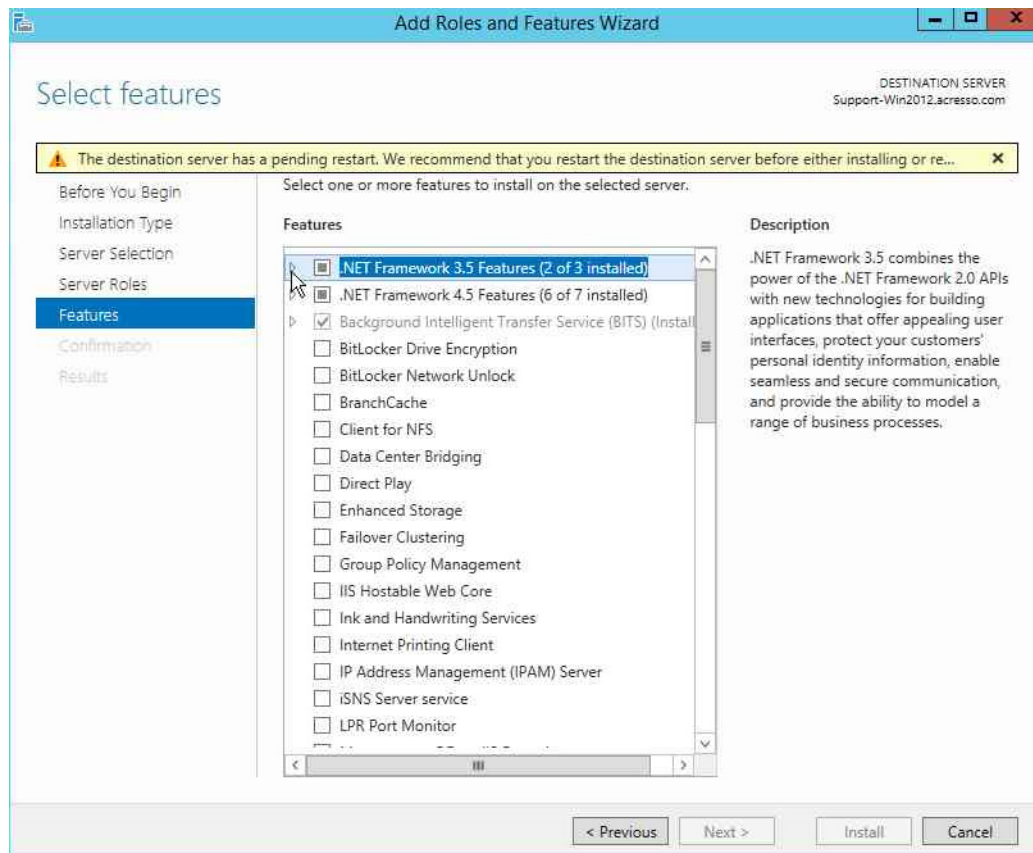 Add Roles and Features Wizard
Select features
DESTINATION SERVER
Support-Win2012.acresso.com
The destination server has a pending restart. We recommend that you restart the destination server before either installing or re...
Before You Begin
Installation Type
Server Selection
Server Roles
Features
Confirmation
Results
Select one or more features to install on the selected server.
Features
.NET Framework 3.5 Features (2 of 3 installed)
.NET Framework 4.5 Features (6 of 7 installed)
Background Intelligent Transfer Service (BITS) (Install
BitLocker Drive Encryption
BitLocker Network Unlock
BranchCache
Client for NFS
Data Center Bridging
Direct Play
Enhanced Storage
Failover Clustering
Group Policy Management
IIS Hostable Web Core
Ink and Handwriting Services
Internet Printing Client
IP Address Management (IPAM) Server
iSNS Server service
LPR Port Monitor
Description
.NET Framework 3.5 combines the
power of the .NET Framework 2.0 APIs
with new technologies for building
applications that offer appealing user
interfaces, protect your customers'
personal identity information, enable
seamless and secure communication,
and provide the ability to model a
range of business processes.
< Previous
Next >
Install
Cancel